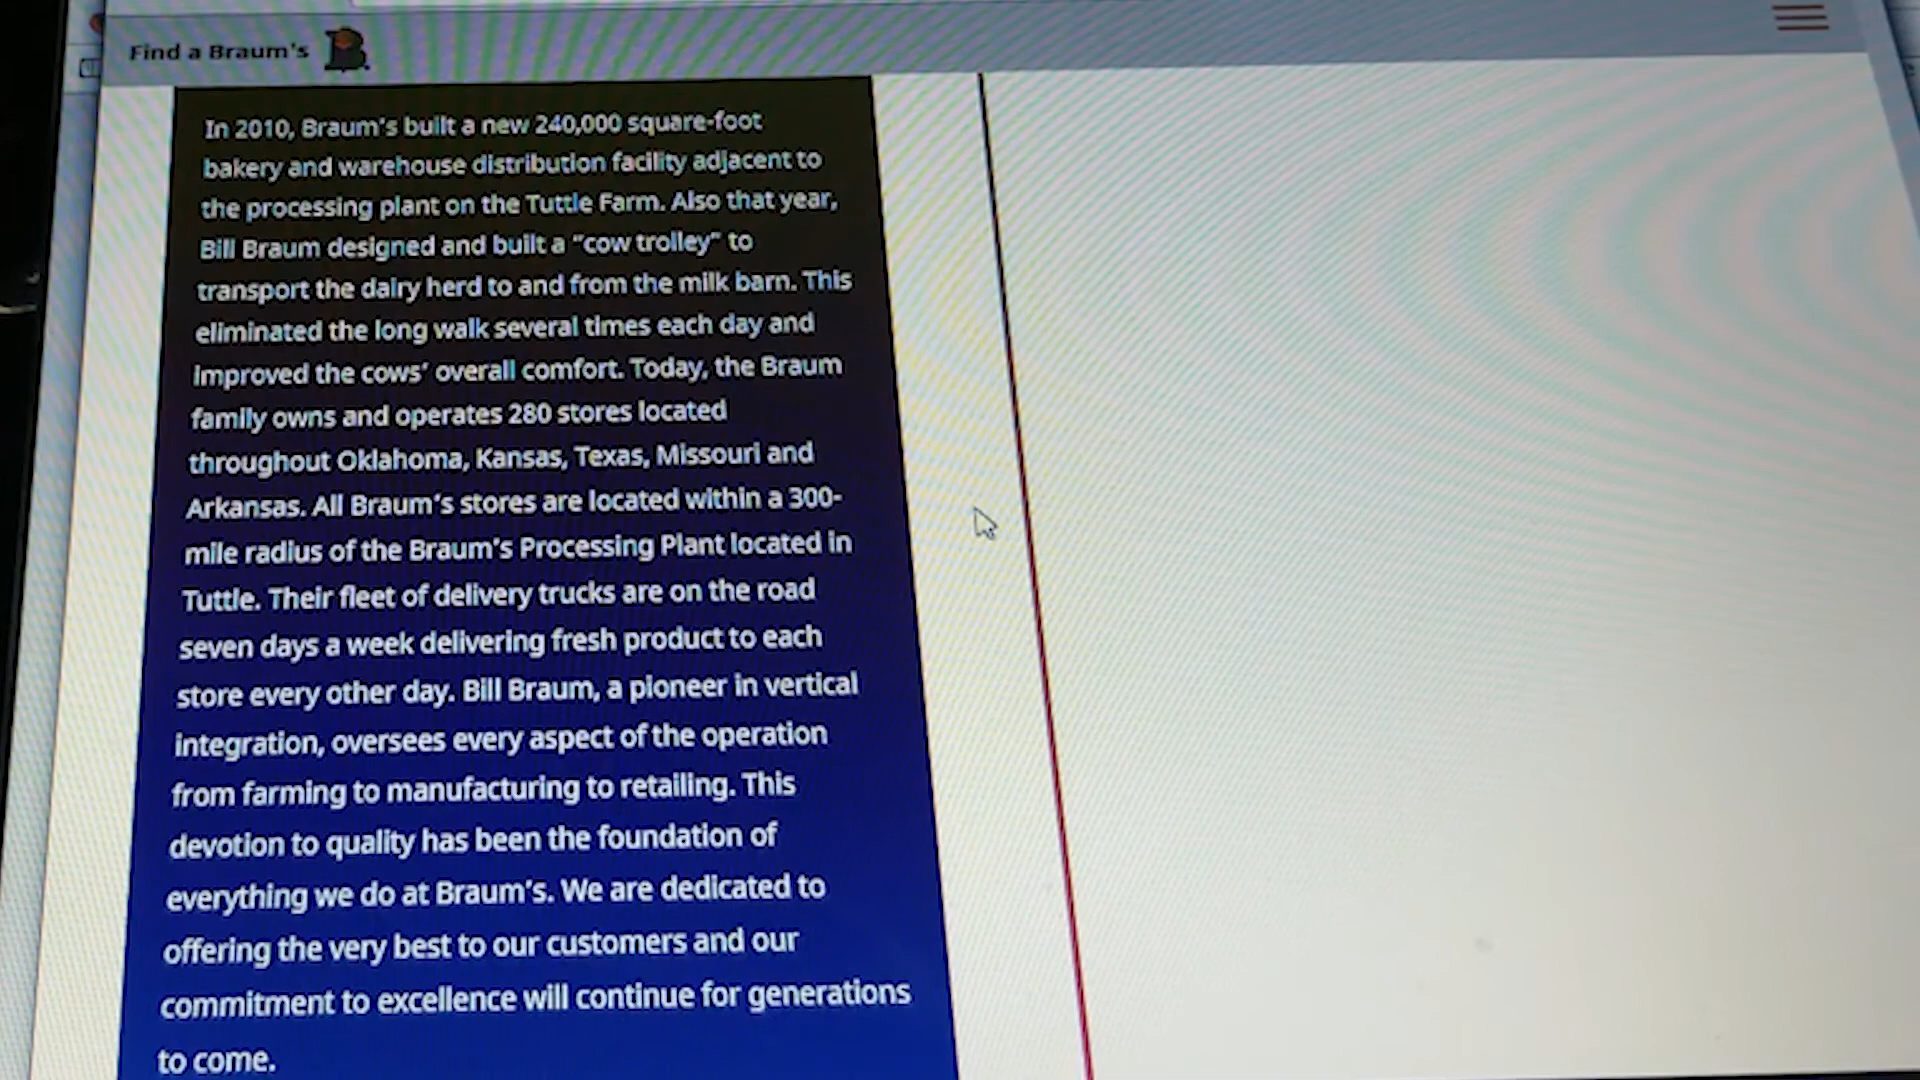 Find a Braum's
In 2010, Braum's built a new 240,000 square-foot
bakery and warehouse distribution facility adjacent to
the processing plant on the Tuttle Farm. Also that year,
Bill Braum designed and built a “cow trolley” to
transport the dairy herd to and from the milk barn. This
eliminated the long walk several times each day and
improved the cows’ overall comfort. Today, the Braum
family owns and operates 280 stores located
throughout Oklahoma, Kansas, Texas, Missouri and
Arkansas. All Braum’s stores are located within a 300-
mile radius of the Braum’s Processing Plant located in
Tuttle. Their fleet of delivery trucks are on the road
seven days a week delivering fresh product to each
store every other day. Bill Braum, a pioneer in vertical
integration, oversees every aspect of the operation
from farming to manufacturing to retailing. This
devotion to quality has been the foundation of
everything we do at Braum’s. We are dedicated to
offering the very best to our customers and our
commitment to excellence will continue for generations
to come.